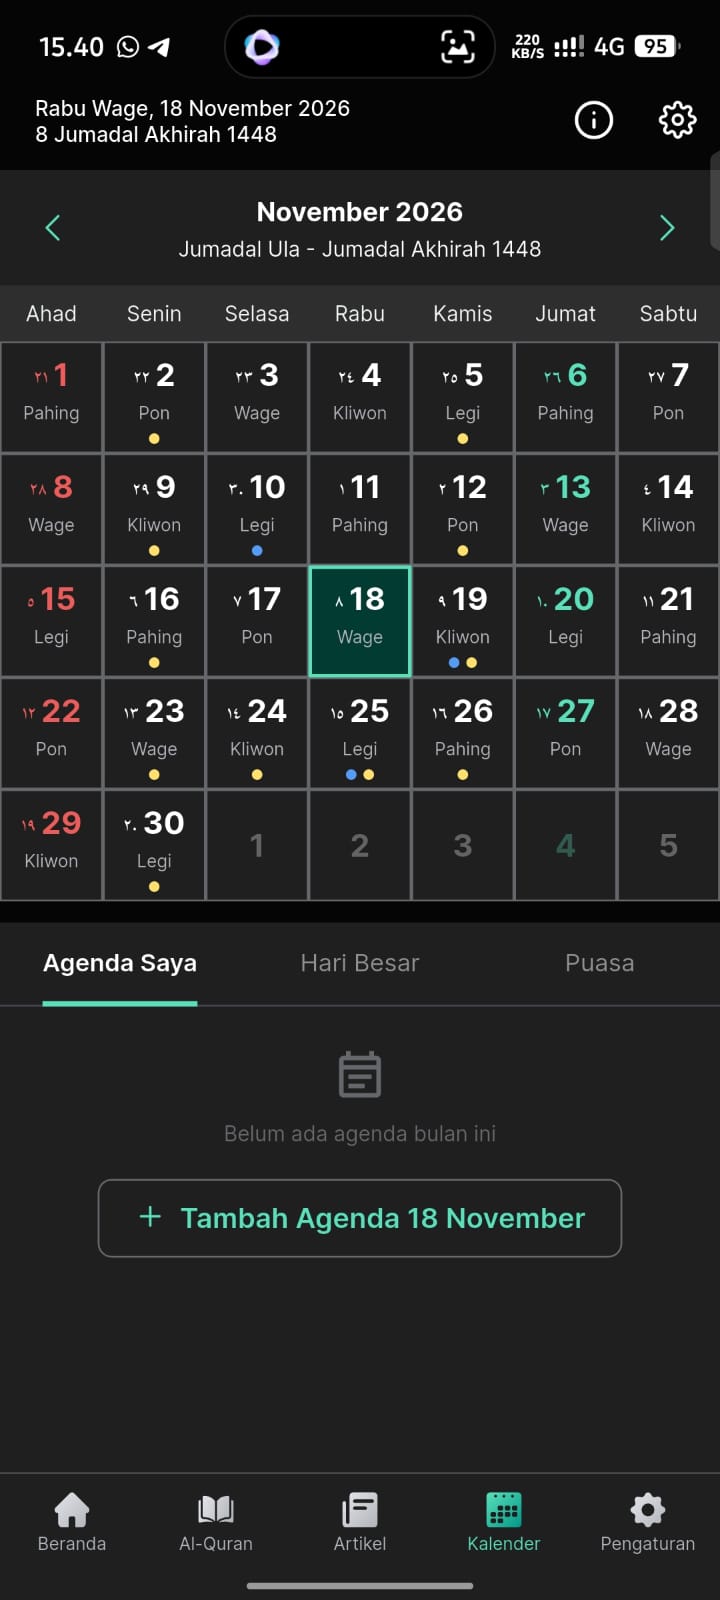 15.40
220 KB/S 4G 95
Rabu Wage, 18 November 2026
8 Jumadal Akhirah 1448
November 2026
Jumadal Ula - Jumadal Akhirah 1448
Ahad Senin Selasa Rabu Kamis Jumat Sabtu
٢١ 1 ٢٢ 2 ٢٣ 3 ٢٤ 4 ٢٥ 5 ٢٦ 6 ٢٧ 7
Pahing Pon Wage Kliwon Legi Pahing Pon
٢٨ 8 ٢٩ 9 ٣٠ 10 ١ 11 ٢ 12 ٣ 13 ٤ 14
Wage Kliwon Legi Pahing Pon Wage Kliwon
٥ 15 ٦ 16 ٧ 17 ٨ 18 ٩ 19 ١٠ 20 ١١ 21
Legi Pahing Pon Wage Kliwon Legi Pahing
١٢ 22 ١٣ 23 ١٤ 24 ١٥ 25 ١٦ 26 ١٧ 27 ١٨ 28
Pon Wage Kliwon Legi Pahing Pon Wage
١٩ 29 ٢٠ 30 1 2 3 4 5
Kliwon Legi
Agenda Saya Hari Besar Puasa
Belum ada agenda bulan ini
+ Tambah Agenda 18 November
Beranda Al-Quran Artikel Kalender Pengaturan